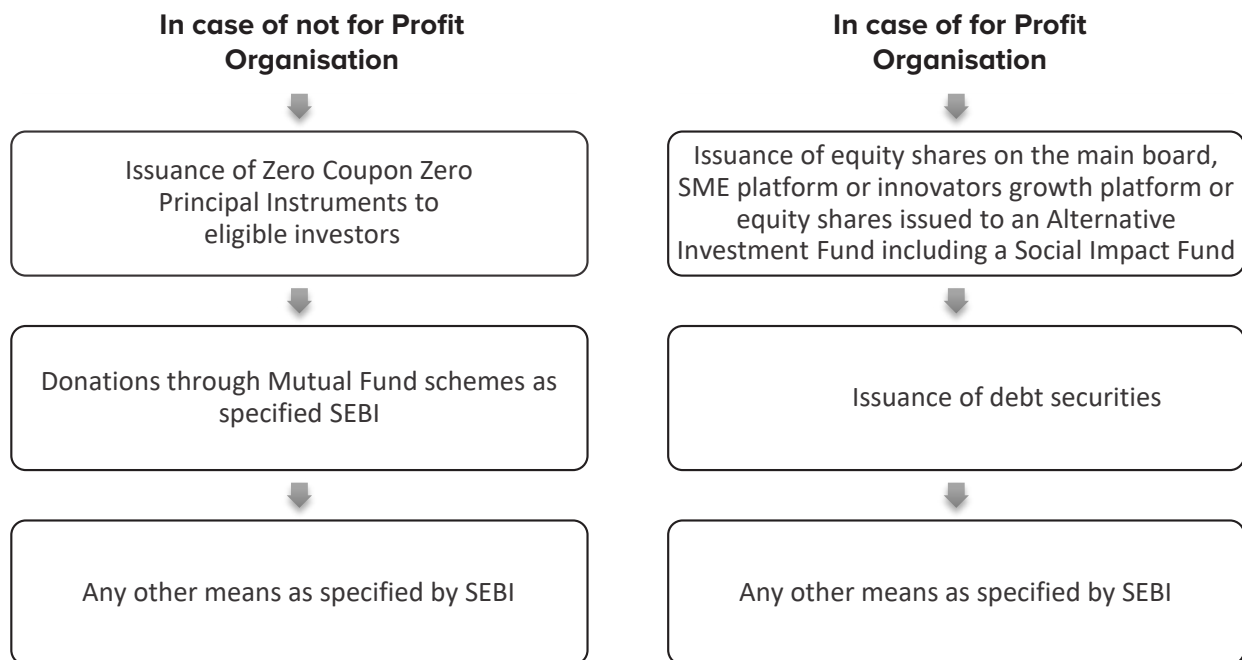 In case of not for Profit
Organisation
Issuance of Zero Coupon Zero
Principal Instruments to
eligible investors
Donations through Mutual Fund schemes as
specified SEBI
Any other means as specified by SEBI
In case of for Profit
Organisation
Issuance of equity shares on the main board,
SME platform or innovators growth platform or
equity shares issued to an Alternative
Investment Fund including a Social Impact Fund
Issuance of debt securities
Any other means as specified by SEBI